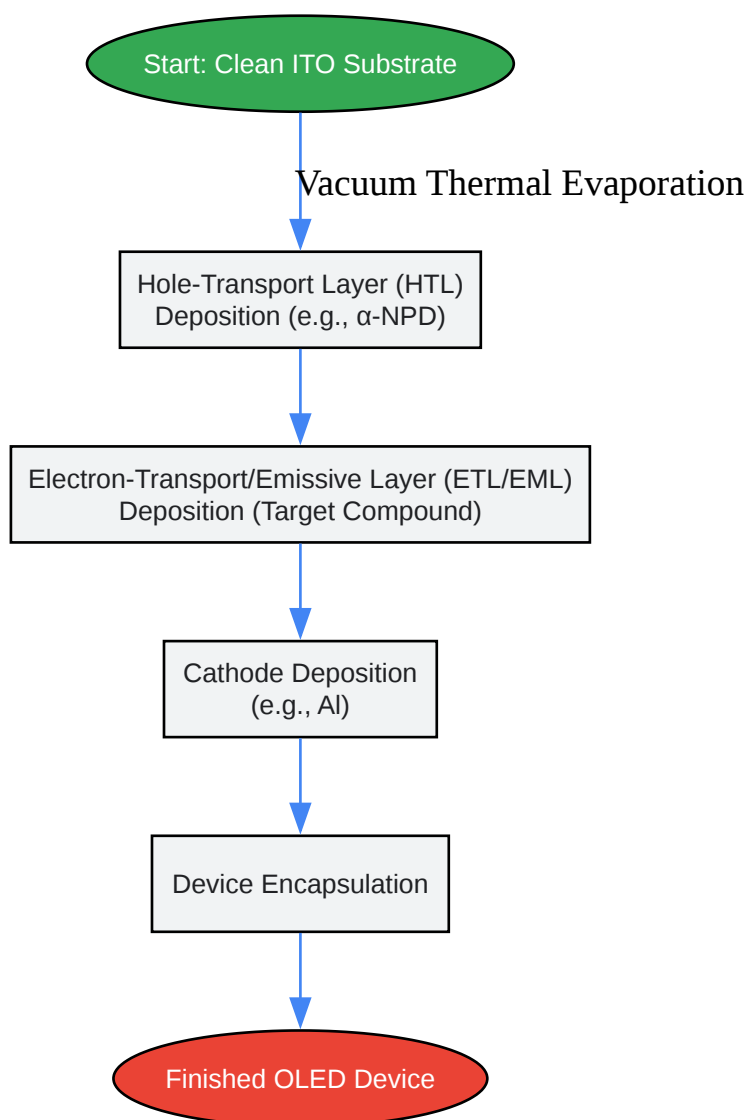 Start: Clean ITO Substrate
Vacuum Thermal Evaporation
Hole-Transport Layer (HTL)
Deposition (e.g., α-NPD)
Electron-Transport/Emissive Layer (ETL/EML)
Deposition (Target Compound)
Cathode Deposition
(e.g., Al)
Device Encapsulation
Finished OLED Device